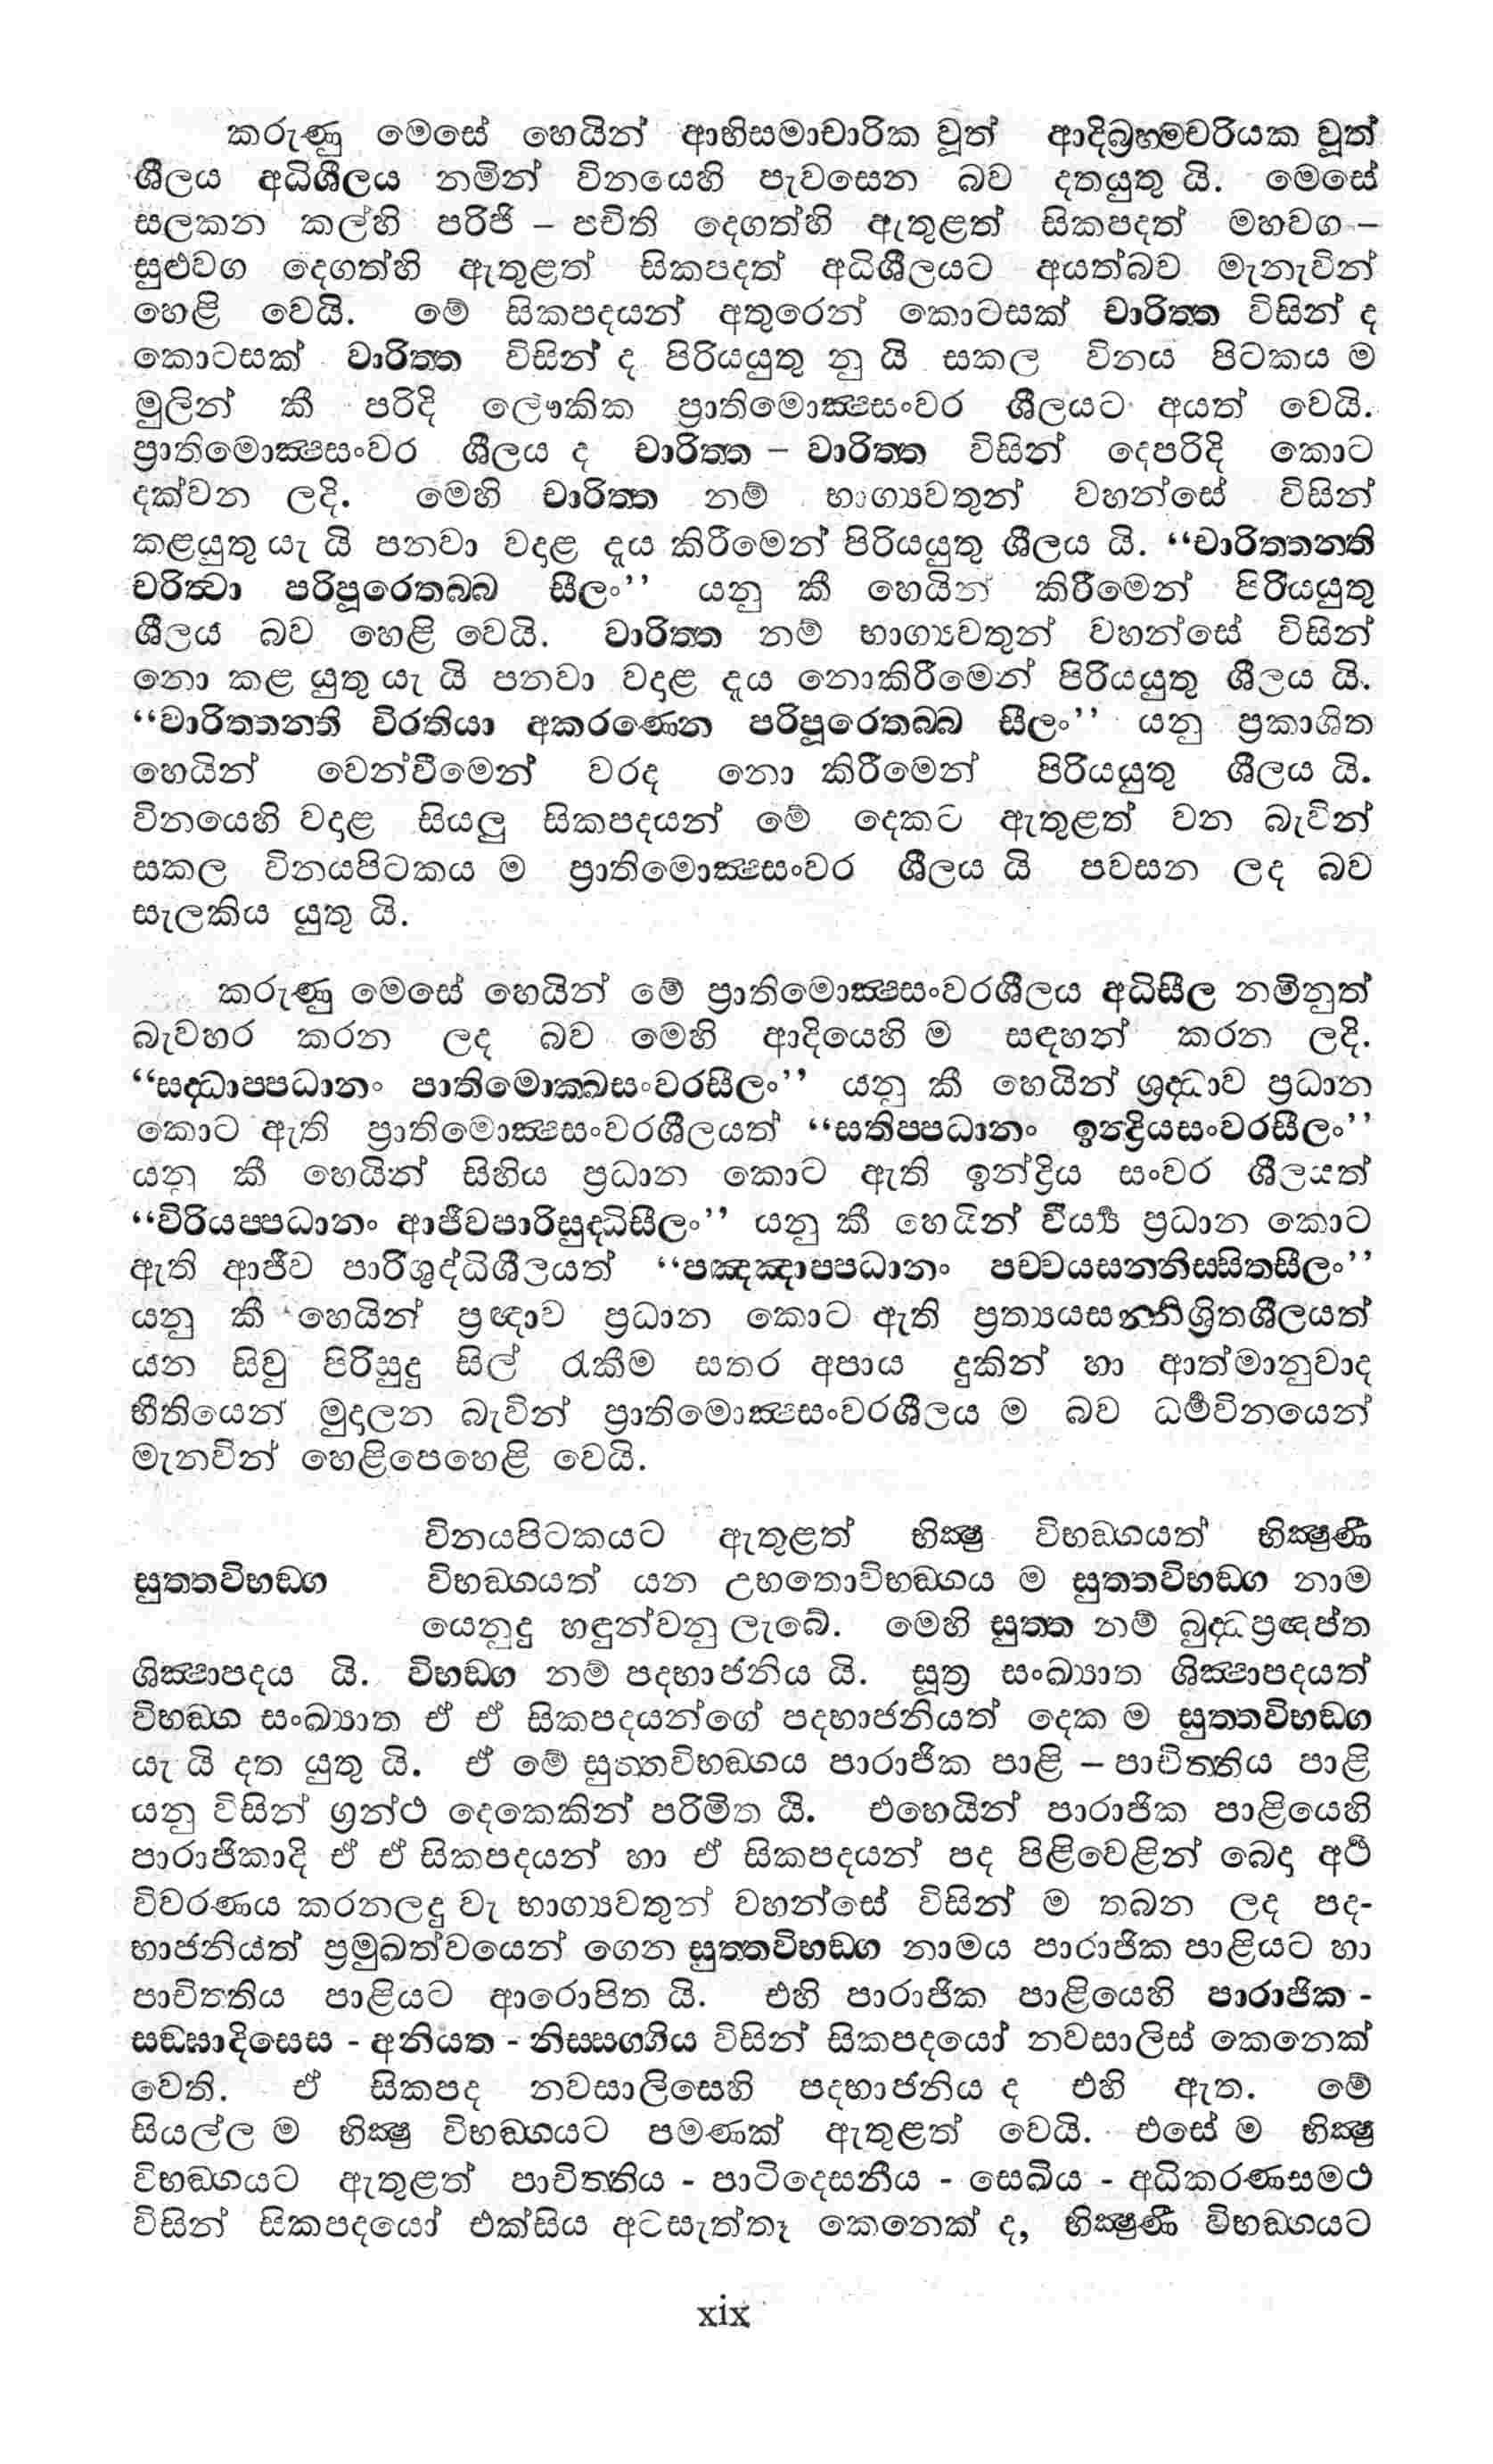 කරුණු මෙසේ හෙයින් ආභිසමාචාරික වූත් ආදිබ්‍රහ්මචරියක වූත්
ශීලය අධිශීලය නමින් විනයෙහි පැවසෙන බව දතයුතු යි. මෙසේ
සලකන කල්හි පරිජි – පචිති දෙගත්හි ඇතුළත් සිකපදත් මහවග –
සුළුවග දෙගත්හි ඇතුළත් සිකපදත් අධිශීලයට අයත්බව මැනැවින්
හෙළි වෙයි. මේ සිකපදයන් අතුරෙන් කොටසක් චාරිත්ත විසින් ද
කොටසක් වාරිත්ත විසින් ද පිරියයුතු නු යි සකල විනය පිටකය ම
මුලින් කී පරිදි ලෞකික ප්‍රාතිමොක්‍ෂසංවර ශීලයට අයත් වෙයි.
ප්‍රාතිමොක්‍ෂසංවර ශීලය ද චාරිත්ත – වාරිත්ත විසින් දෙපරිදි කොට
දක්වන ලදි. මෙහි චාරිත්ත නම් භාග්‍යවතුන් වහන්සේ විසින්
කළයුතු යැ යි පනවා වදාළ දෑය කිරීමෙන් පිරියයුතු ශීලය යි. “චාරිත්තන්ති
චරිත්‍වා පරිපූරෙතබ්බ සීලං” යනු කී හෙයින් කිරීමෙන් පිරියයුතු
ශීලය බව හෙළි වෙයි. වාරිත්ත නම් භාග්‍යවතුන් වහන්සේ විසින්
නො කළ යුතු යැ යි පනවා වදාළ දෑය නොකිරීමෙන් පිරියයුතු ශීලය යි.
“වාරිත්තන්ති විරතියා අකරණෙන පරිපූරෙතබ්බ සීලං” යනු ප්‍රකාශිත
හෙයින් වෙන්වීමෙන් වරද නො කිරීමෙන් පිරියයුතු ශීලය යි.
විනයෙහි වදාළ සියලු සිකපදයන් මේ දෙකට ඇතුළත් වන බැවින්
සකල විනයපිටකය ම ප්‍රාතිමොක්‍ෂසංවර ශීලය යි පවසන ලද බව
සැලකිය යුතු යි.
කරුණු මෙසේ හෙයින් මේ ප්‍රාතිමොක්‍ෂසංවරශීලය අධිසීල නමිනුත්
බැවහර කරන ලද බව මෙහි ආදියෙහි ම සඳහන් කරන ලදි.
“සද්ධාප්පධානං පාතිමොක්ඛසංවරසීලං” යනු කී හෙයින් ශ්‍රද්ධාව ප්‍රධාන
කොට ඇති ප්‍රාතිමොක්‍ෂසංවරශීලයත් “සතිප්පධානං ඉන්ද්‍රියසංවරසීලං”
යනු කී හෙයින් සිහිය ප්‍රධාන කොට ඇති ඉන්ද්‍රිය සංවර ශීලයත්
“විරියප්පධානං ආජීවපාරිසුද්ධිසීලං” යනු කී හෙයින් වීර්‍ය්‍ය ප්‍රධාන කොට
ඇති ආජීව පාරිශුද්ධිශීලයත් “පඤ්ඤාප්පධානං පච්චයසන්නිස්සිතසීලං”
යනු කී හෙයින් ප්‍රඥාව ප්‍රධාන කොට ඇති ප්‍රත්‍යයසන්නිශ්‍රිතශීලයත්
යන සිවු පිරිසුදු සිල් රැකීම සතර අපාය දුකින් හා ආත්මානුවාද
භීතියෙන් මුදාලන බැවින් ප්‍රාතිමොක්‍ෂසංවරශීලය ම බව ධර්‍මවිනයෙන්
මැනවින් හෙළිපෙහෙළි වෙයි.
විනයපිටකයට ඇතුළත් භික්‍ෂු විභඞ්ගයත් භික්‍ෂුණී
සුත්තවිභඞ්ග විභඞ්ගයත් යන උභතොවිභඞ්ගය ම සුත්තවිභඞ්ග නාම
යෙනුදු හඳුන්වනු ලැබේ. මෙහි සුත්ත නම් බුද්ධප්‍රඥප්ත
ශික්‍ෂාපදය යි. විභඞ්ග නම් පදභාජනිය යි. සූත්‍ර සංඛ්‍යාත ශික්‍ෂාපදයත්
විභඞ්ග සංඛ්‍යාත ඒ ඒ සිකපදයන්ගේ පදභාජනියත් දෙක ම සුත්තවිභඞ්ග
යැ යි දත යුතු යි. ඒ මේ සුත්තවිභඞ්ගය පාරාජික පාළි – පාචිත්තිය පාළි
යනු විසින් ග්‍රන්ථ දෙකෙකින් පරිමිත යි. එහෙයින් පාරාජික පාළියෙහි
පාරාජිකාදි ඒ ඒ සිකපදයන් හා ඒ සිකපදයන් පද පිළිවෙළින් බෙදා අර්‍ථ
විවරණය කරනලදු වැ භාග්‍යවතුන් වහන්සේ විසින් ම තබන ලද පද-
භාජනියත් ප්‍රමුඛත්වයෙන් ගෙන සුත්තවිභඞ්ග නාමය පාරාජික පාළියට හා
පාචිත්තිය පාළියට ආරොපිත යි. එහි පාරාජික පාළියෙහි පාරාජික -
සඞ්ඝාදිසෙස - අනියත - නිස්සග්ගිය විසින් සිකපදයෝ නවසාලිස් කෙනෙක්
වෙති. ඒ සිකපද නවසාලිසෙහි පදභාජනිය ද එහි ඇත. මේ
සියල්ල ම භික්‍ෂු විභඞ්ගයට පමණක් ඇතුළත් වෙයි. එසේ ම භික්‍ෂු
විභඞ්ගයට ඇතුළත් පාචිත්තිය - පාටිදෙසනීය - සෙඛිය - අධිකරණසමථ
විසින් සිකපදයෝ එක්සිය අටසැත්තෑ කෙනෙක් ද, භික්‍ෂුණී විභඞ්ගයට
xix